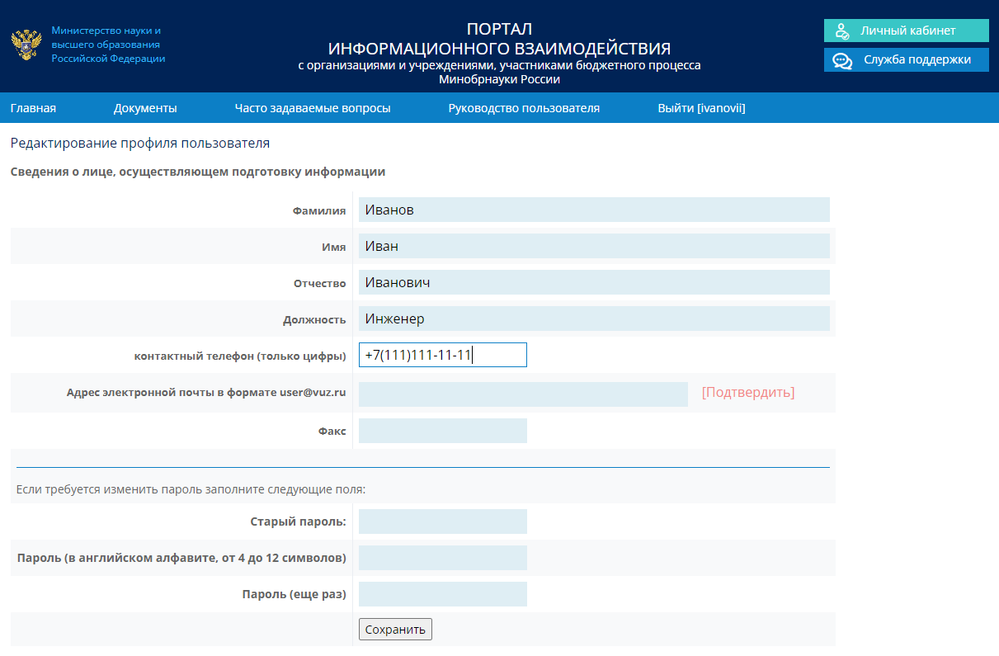 Министерство науки и
высшего образования
Российской Федерации
ПОРТАЛ
ИНФОРМАЦИОННОГО ВЗАИМОДЕЙСТВИЯ
с организациями и учреждениями, участниками бюджетного процесса
Минобрнауки России
Личный кабинет
Служба поддержки
Главная Документы Часто задаваемые вопросы Руководство пользователя Выйти [ivanovii]
Редактирование профиля пользователя
Сведения о лице, осуществляющем подготовку информации
Фамилия Иванов
Имя Иван
Отчество Иванович
Должность Инженер
контактный телефон (только цифры) +7(111)111-11-11
Адрес электронной почты в формате user@vuz.ru [Подтвердить]
Факс
Если требуется изменить пароль заполните следующие поля:
Старый пароль:
Пароль (в английском алфавите, от 4 до 12 символов)
Пароль (еще раз)
Сохранить